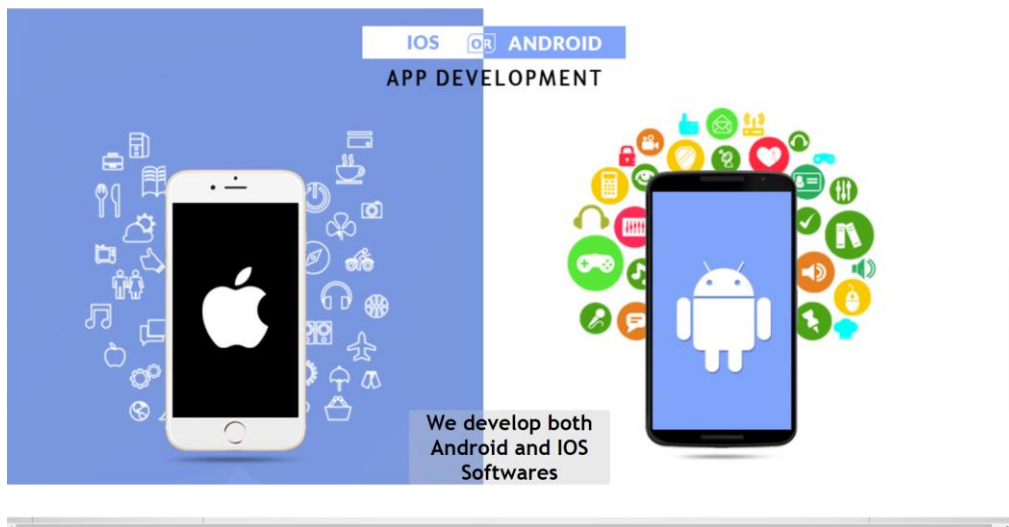 IOS OR ANDROID
APP DEVELOPMENT
We develop both
Android and IOS
Softwares